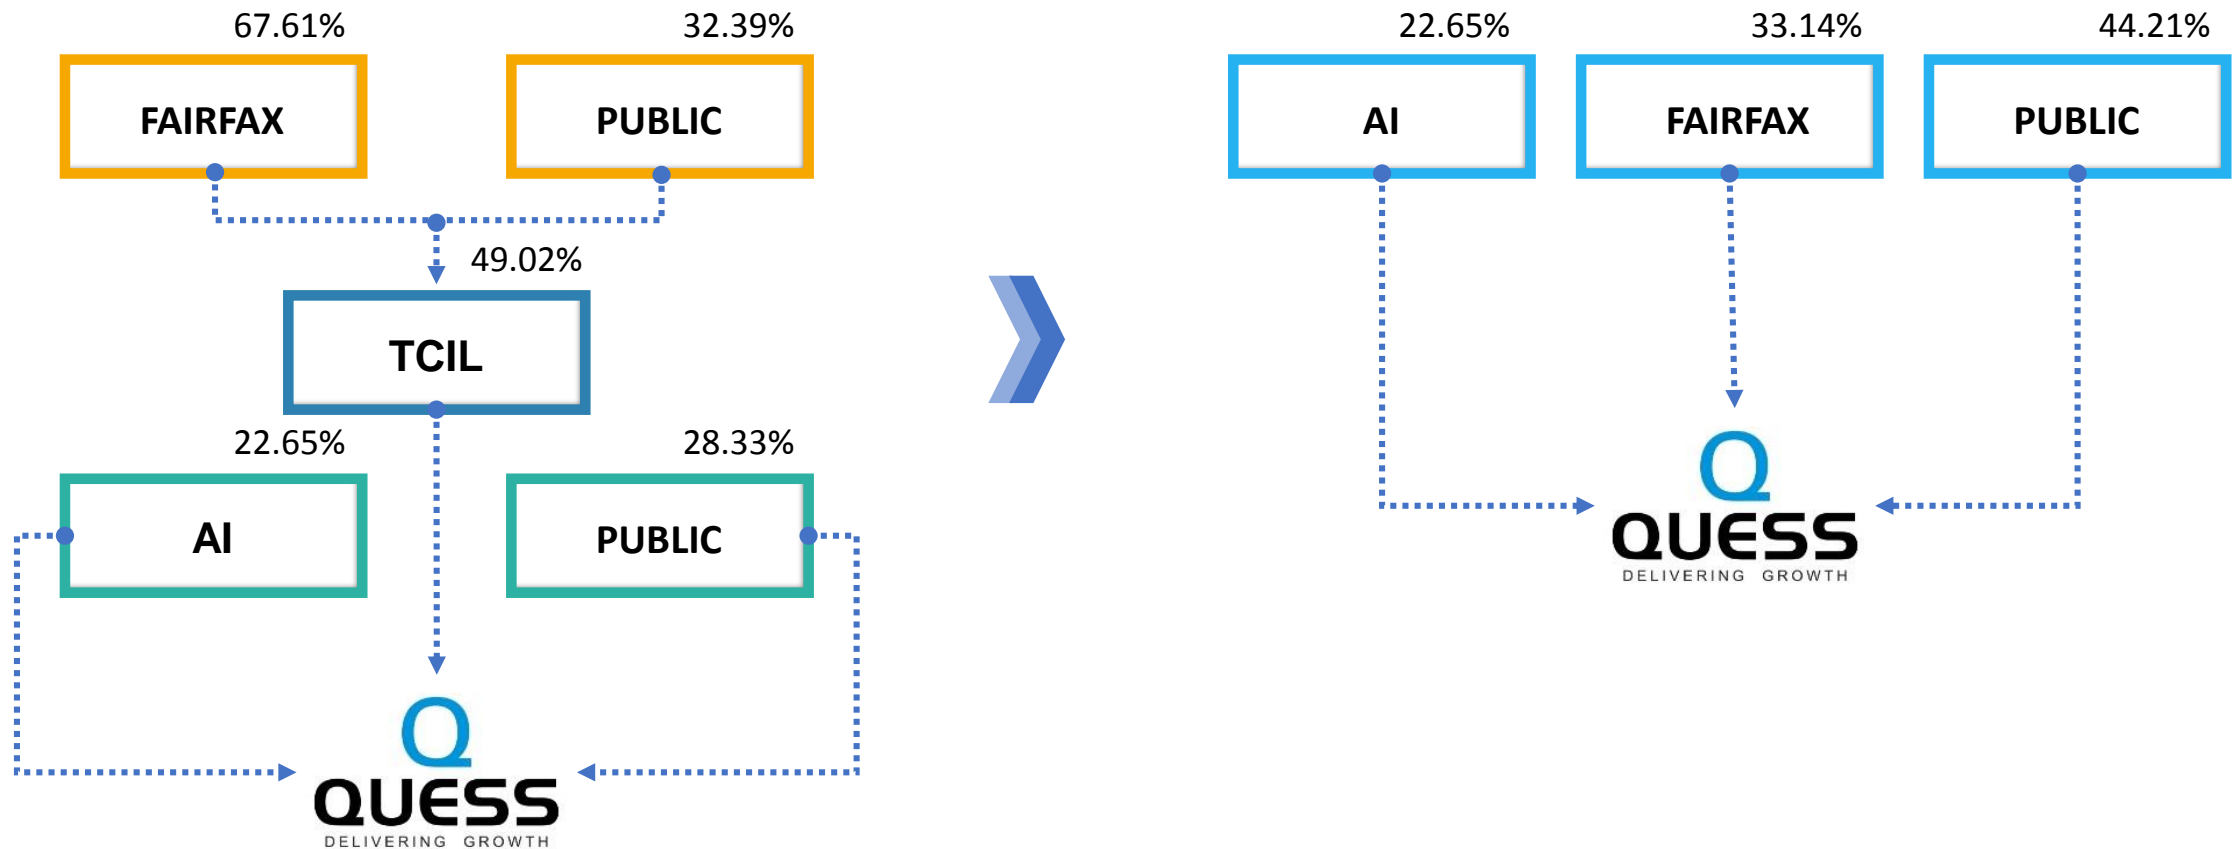 67.61%
32.39%
FAIRFAX
PUBLIC
49.02%
TCIL
22.65%
28.33%
AI
PUBLIC
Q
QUESS
DELIVERING GROWTH
22.65%
33.14%
44.21%
AI
FAIRFAX
PUBLIC
Q
QUESS
DELIVERING GROWTH